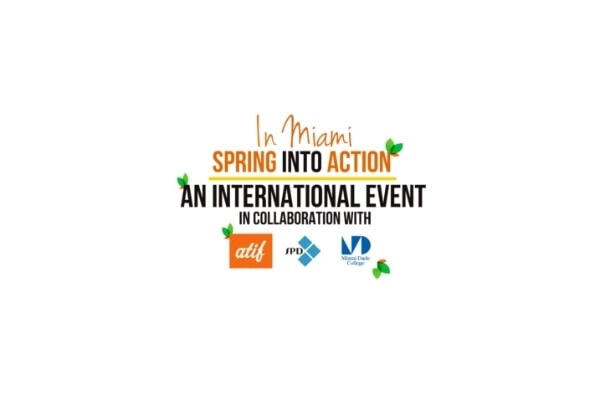 In Miami
SPRING INTO ACTION
AN INTERNATIONAL EVENT
IN COLLABORATION WITH
atif
SPD
MD
Miami Dade
College